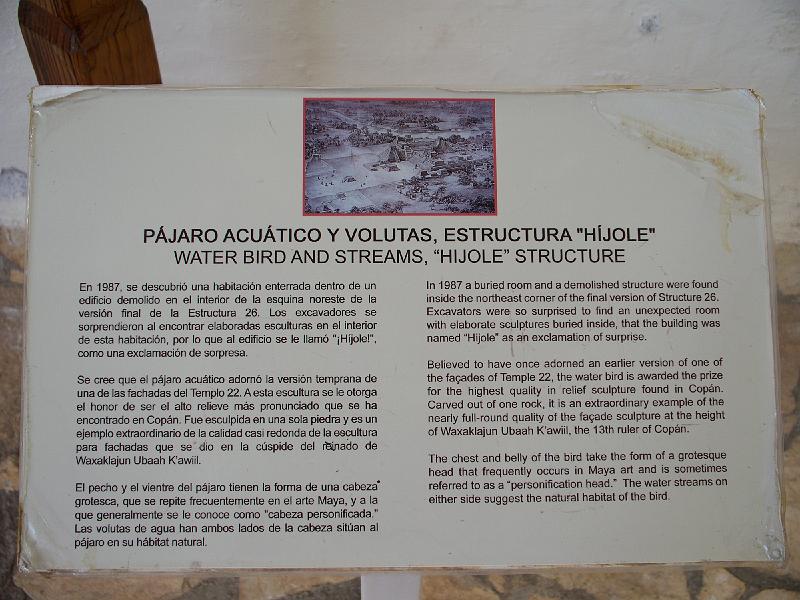 PÁJARO ACUÁTICO Y VOLUTAS, ESTRUCTURA "HÍJOLE"
WATER BIRD AND STREAMS, “HIJOLE” STRUCTURE
En 1987, se descubrió una habitación enterrada dentro de un
edificio demolido en el interior de la esquina noreste de la
versión final de la Estructura 26. Los excavadores se
sorprendieron al encontrar elaboradas esculturas en el interior
de esta habitación, por lo que al edificio se le llamó "¡Híjole!",
como una exclamación de sorpresa.
Se cree que el pájaro acuático adornó la versión temprana de
una de las fachadas del Templo 22. A esta escultura se le otorga
el honor de ser el alto relieve más pronunciado que se ha
encontrado en Copán. Fue esculpida en una sola piedra y es un
ejemplo extraordinario de la calidad casi redonda de la escultura
para fachadas que se dio en la cúspide del reinado de
Waxaklajun Ubaah K'awiil.
El pecho y el vientre del pájaro tienen la forma de una cabeza
grotesca, que se repite frecuentemente en el arte Maya, y a la
que generalmente se le conoce como "cabeza personificada."
Las volutas de agua han ambos lados de la cabeza sitúan al
pájaro en su hábitat natural.
In 1987 a buried room and a demolished structure were found
inside the northeast corner of the final version of Structure 26.
Excavators were so surprised to find an unexpected room
with elaborate sculptures buried inside, that the building was
named “Hijole” as an exclamation of surprise.
Believed to have once adorned an earlier version of one of
the façades of Temple 22, the water bird is awarded the prize
for the highest quality in relief sculpture found in Copán.
Carved out of one rock, it is an extraordinary example of the
nearly full-round quality of the façade sculpture at the height
of Waxaklajun Ubaah K'awiil, the 13th ruler of Copán.
The chest and belly of the bird take the form of a grotesque
head that frequently occurs in Maya art and is sometimes
referred to as a “personification head.” The water streams on
either side suggest the natural habitat of the bird.